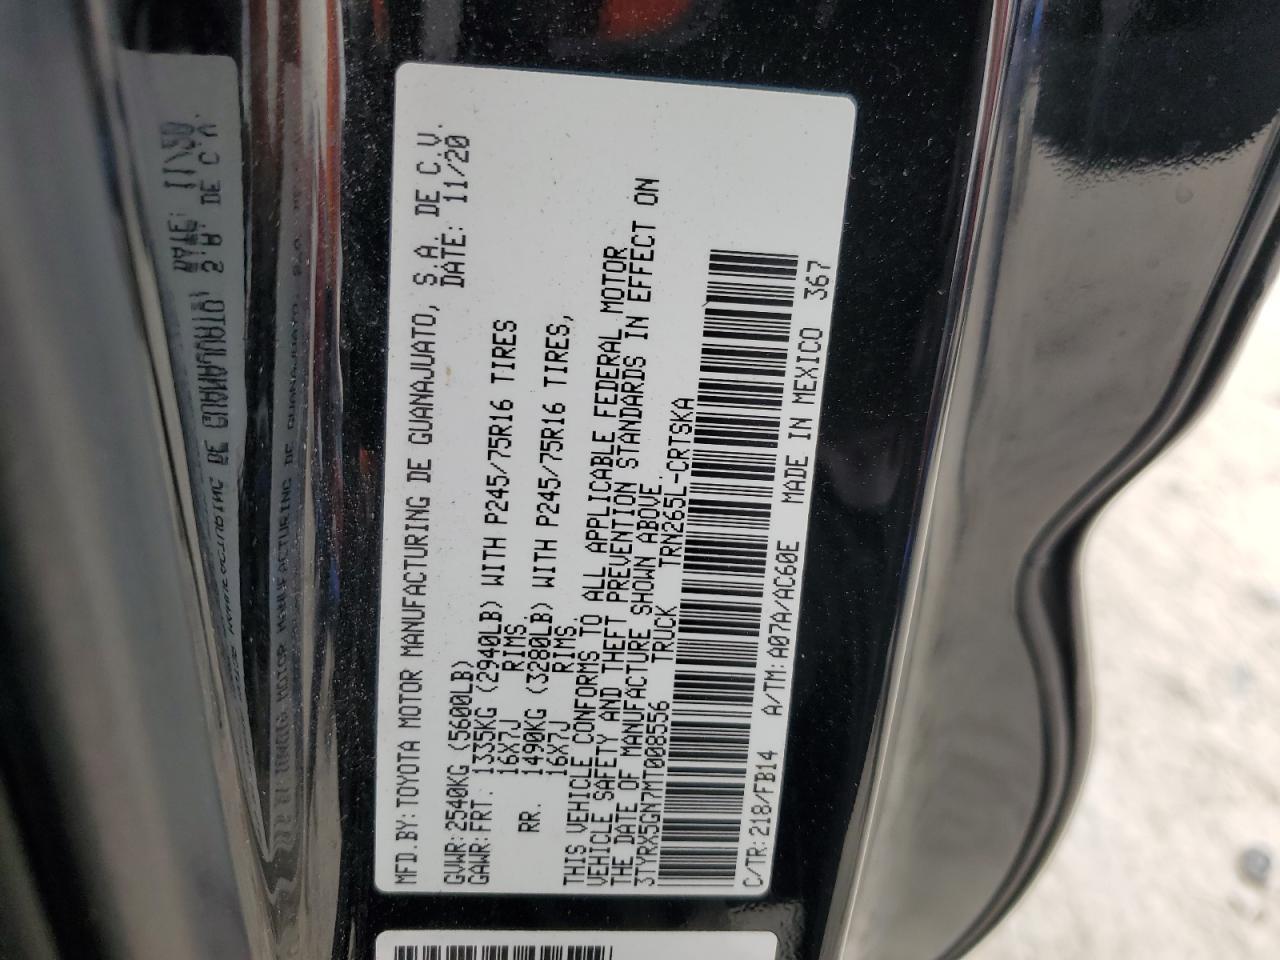 MFD.BY:TOYOTA MOTOR MANUFACTURING DE GUANAJUATO, S.A. DE C.V.
DATE: 11/20
GVWR:2540KG (5600LB)
GAWR:FRT. 1335KG (2940LB) WITH P245/75R16 TIRES
16X7J RIMS.
RR. 1490KG (3280LB) WITH P245/75R16 TIRES,
16X7J RIMS.
THIS VEHICLE CONFORMS TO ALL APPLICABLE FEDERAL MOTOR
VEHICLE SAFETY AND THEFT PREVENTION STANDARDS IN EFFECT ON
THE DATE OF MANUFACTURE SHOWN ABOVE.
3TYRX5GN7MT008556 TRUCK TRN265L-CRTSKA
C/TR:218/FB14 A/TM:A07A/AC60E MADE IN MEXICO 367